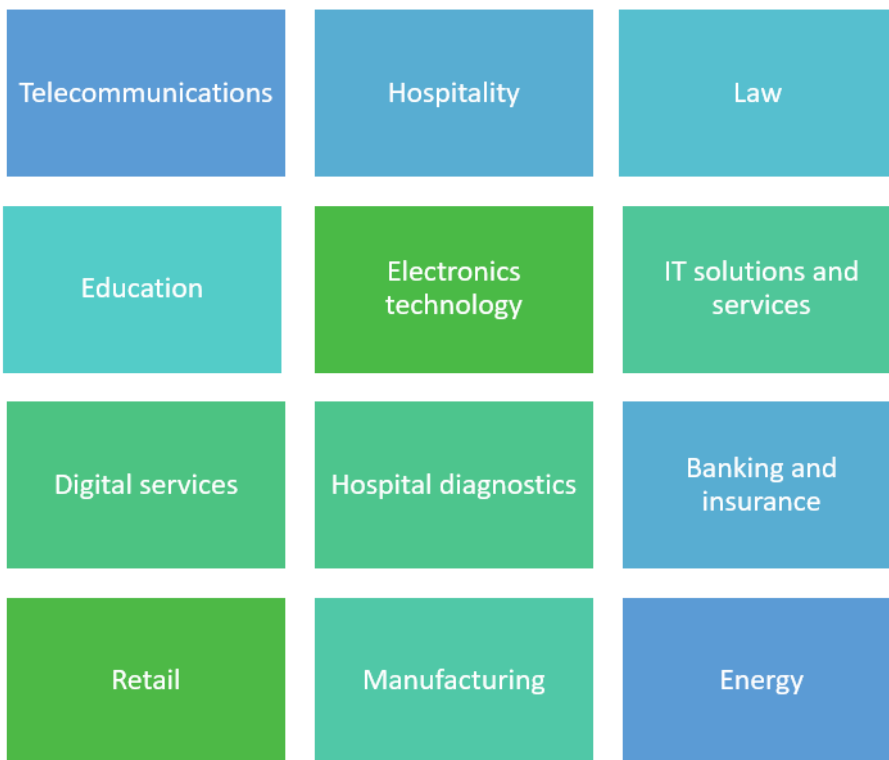 Telecommunications
Hospitality
Law
Education
Electronics
technology
IT solutions and
services
Digital services
Hospital diagnostics
Banking and
insurance
Retail
Manufacturing
Energy